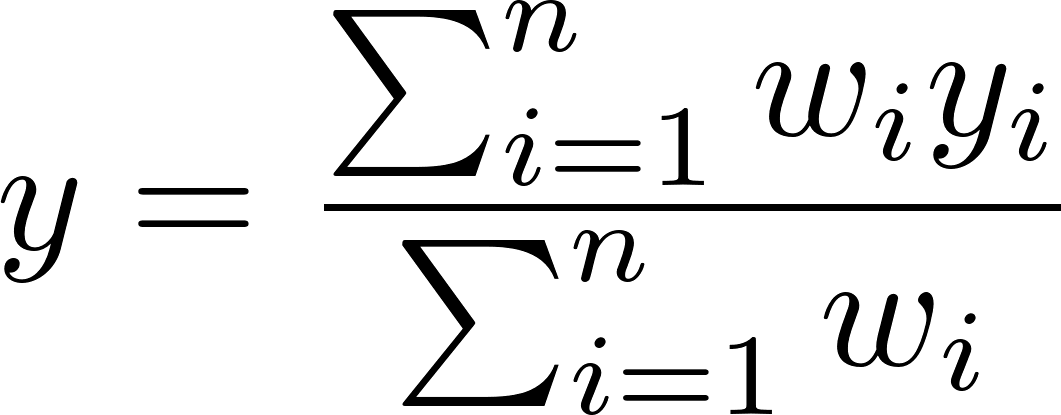 y = \frac{\sum_{i=1}^{n} w_i y_i}{\sum_{i=1}^{n} w_i}